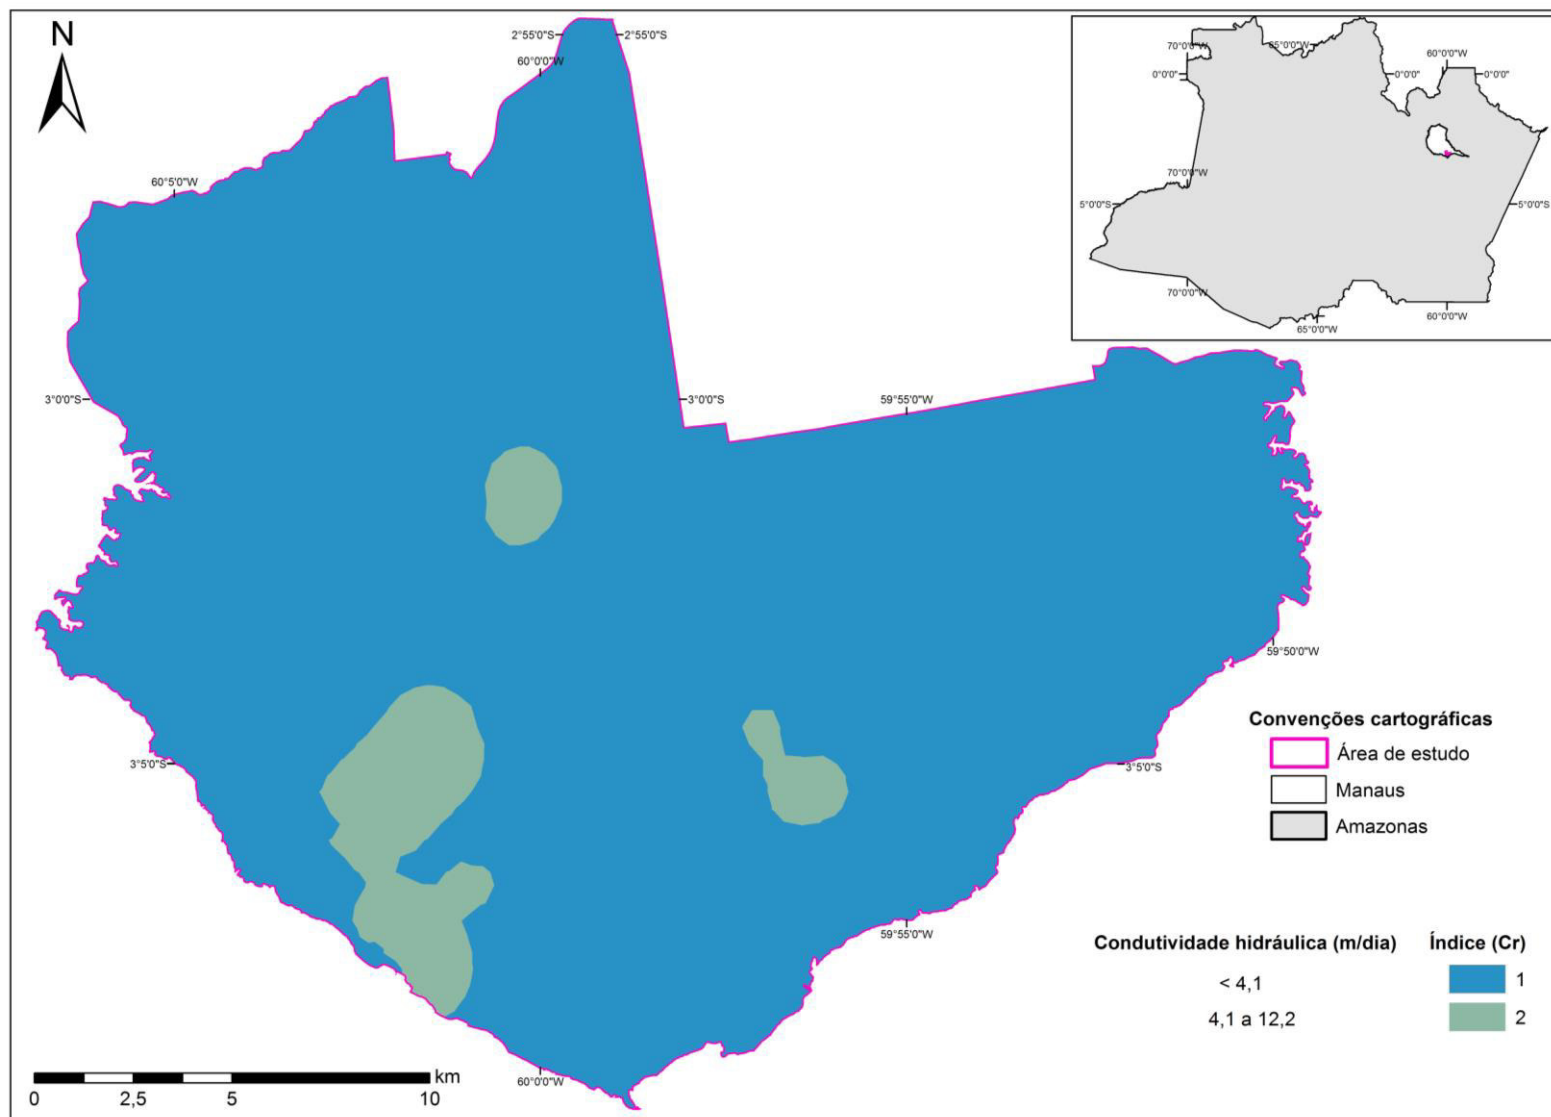 N
2°55'0"S
2°55'0"S
60°0'0"W
60°5'0"W
3°0'0"S
3°0'0"S
59°55'0"W
59°50'0"W
3°5'0"S
3°5'0"S
59°55'0"W
60°0'0"W
km
0 2,5 5 10
60°0'0"W
70°0'0"W
65°0'0"W
0°0'0"
0°0'0"
0°0'0"
70°0'0"W
5°0'0"S
5°0'0"S
70°0'0"W
60°0'0"W
65°0'0"W
Convenções cartográficas
Área de estudo
Manaus
Amazonas
Condutividade hidráulica (m/dia) Índice (Cr)
< 4,1 1
4,1 a 12,2 2